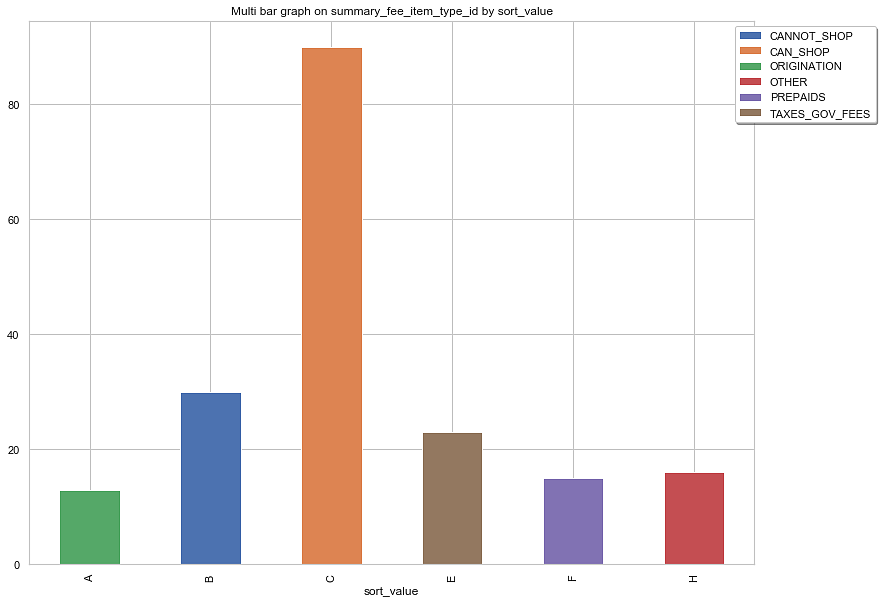 Multi bar graph on summary_fee_item_type_id by sort_value
CANNOT_SHOP
CAN_SHOP
ORIGINATION
OTHER
PREPAIDS
TAXES_GOV_FEES
80
60
40
20
0
A
B
C
E
F
H
sort_value